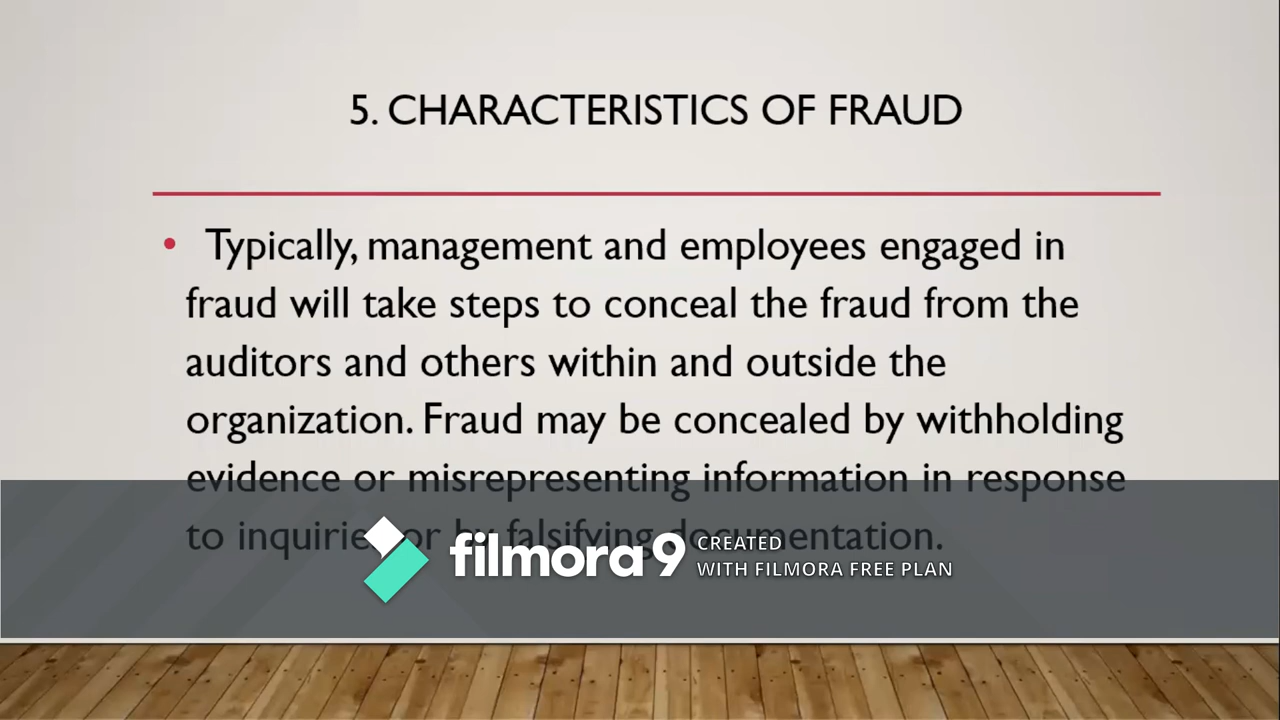 5. CHARACTERISTICS OF FRAUD
• Typically, management and employees engaged in
fraud will take steps to conceal the fraud from the
auditors and others within and outside the
organization. Fraud may be concealed by withholding
evidence or misrepresenting information in response
to inquiries or by falsifying documentation.
filmora9 CREATED
WITH FILMORA FREE PLAN